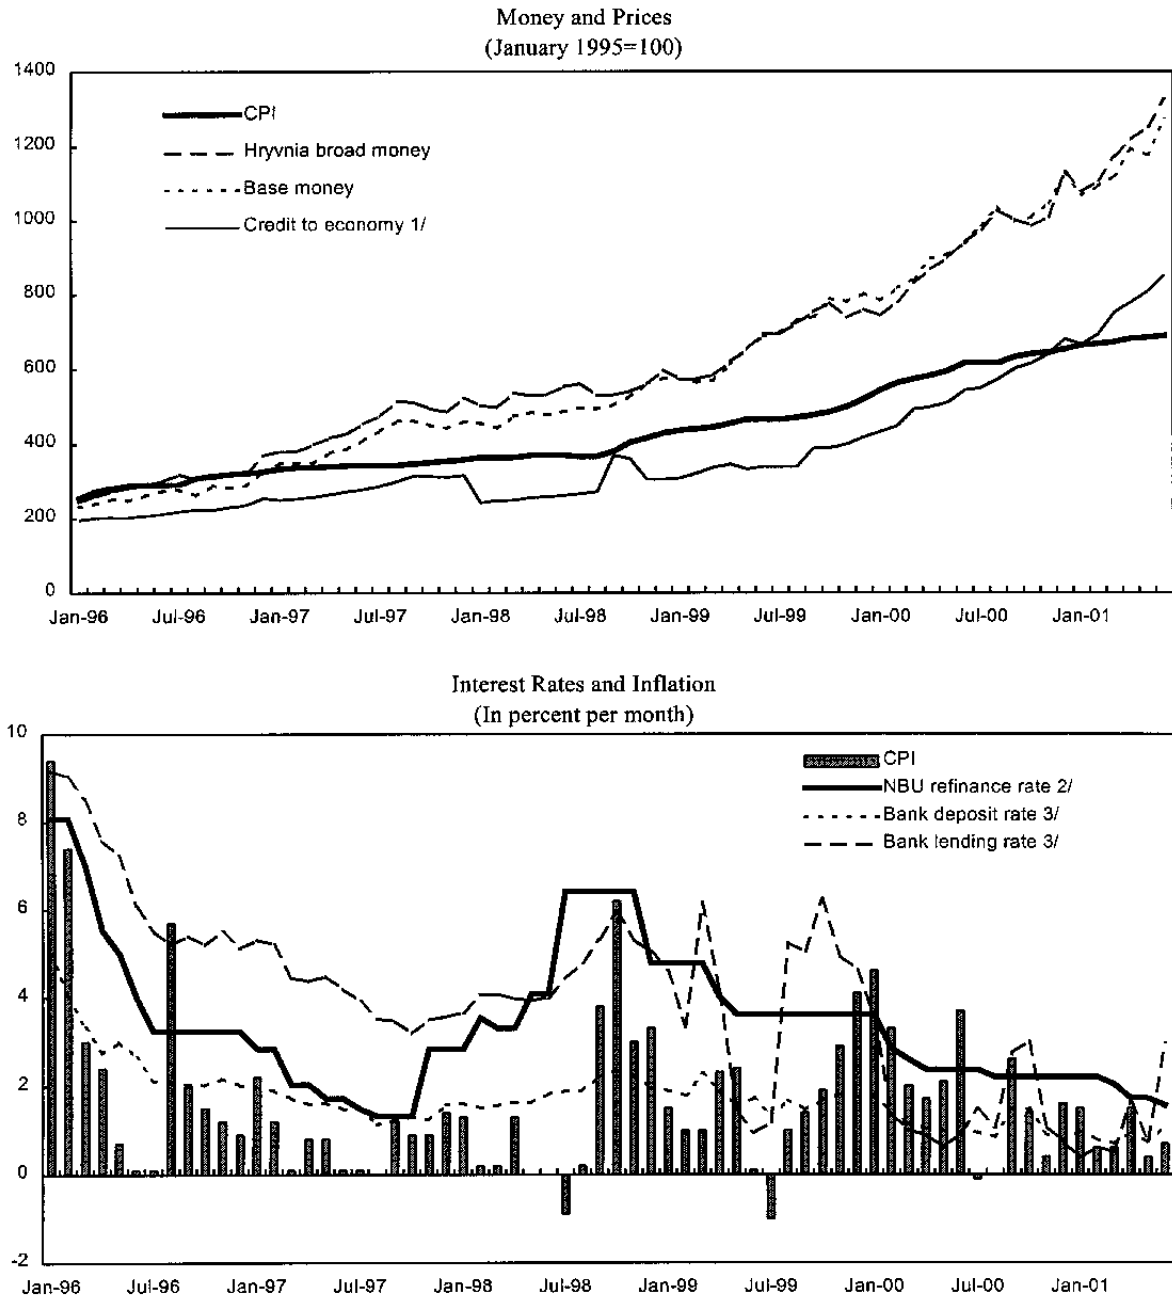 Money and Prices
(January 1995=100)
1400
1200
1000
800
600
400
200
0
CPI
Hryvnia broad money
Base money
Credit to economy 1/
Jan-96 Jul-96 Jan-97 Jul-97 Jan-98 Jul-98 Jan-99 Jul-99 Jan-00 Jul-00 Jan-01
Interest Rates and Inflation
(In percent per month)
10
8
6
4
2
0
-2
CPI
NBU refinance rate 2/
Bank deposit rate 3/
Bank lending rate 3/
Jan-96 Jul-96 Jan-97 Jul-97 Jan-98 Jul-98 Jan-99 Jul-99 Jan-00 Jul-00 Jan-01